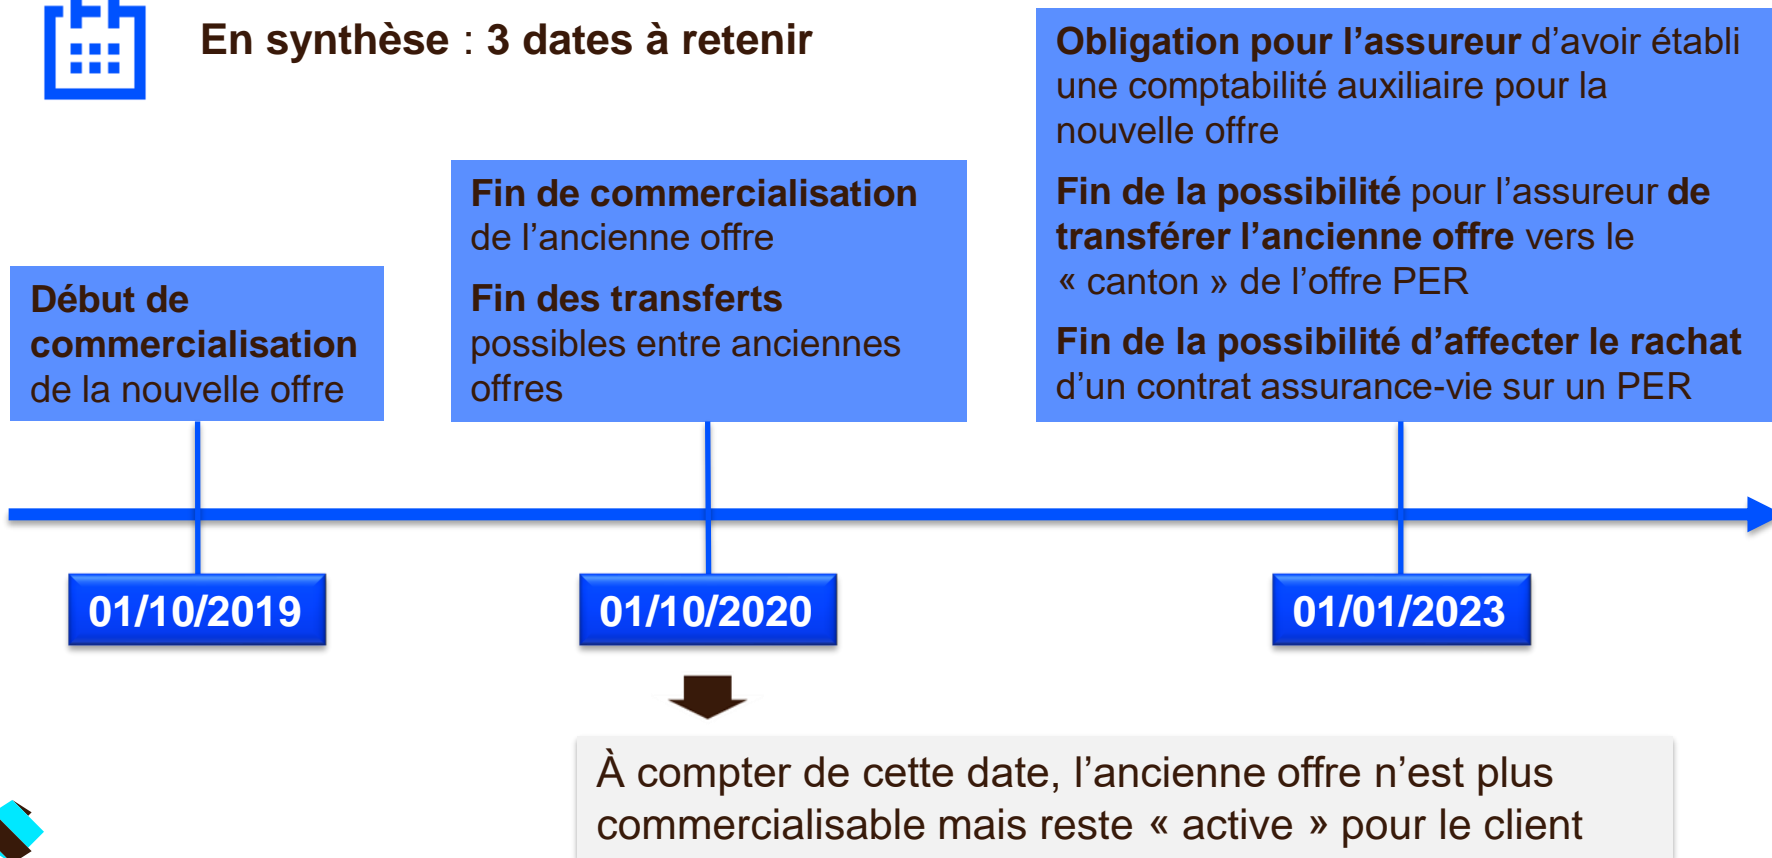 En synthèse : 3 dates à retenir
Début de
commercialisation
de la nouvelle offre
Fin de commercialisation
de l’ancienne offre
Fin des transferts
possibles entre anciennes
offres
Obligation pour l’assureur d’avoir établi
une comptabilité auxiliaire pour la
nouvelle offre
Fin de la possibilité pour l’assureur de
transférer l’ancienne offre vers le
« canton » de l’offre PER
Fin de la possibilité d’affecter le rachat
d’un contrat assurance-vie sur un PER
01/10/2019
01/10/2020
01/01/2023
À compter de cette date, l’ancienne offre n’est plus
commercialisable mais reste « active » pour le client